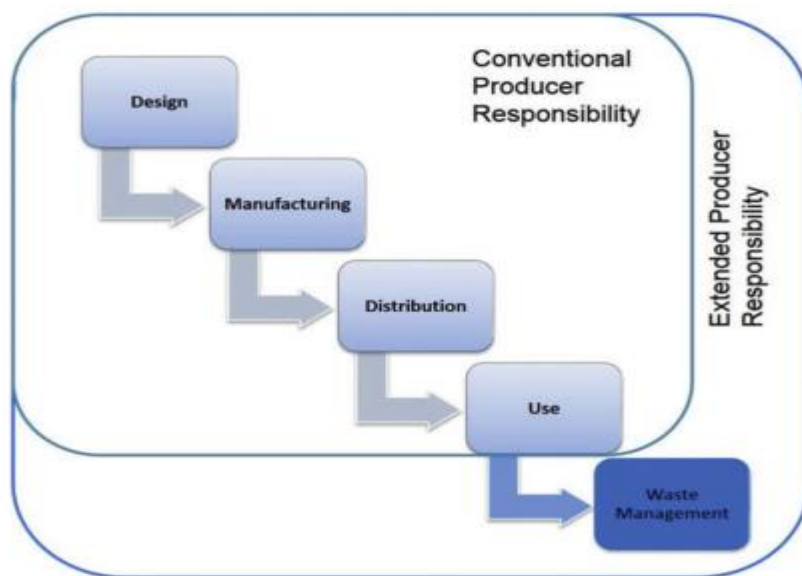 Conventional
Producer
Responsibility
Design
Manufacturing
Distribution
Use
Waste
Management
Extended Producer
Responsibility